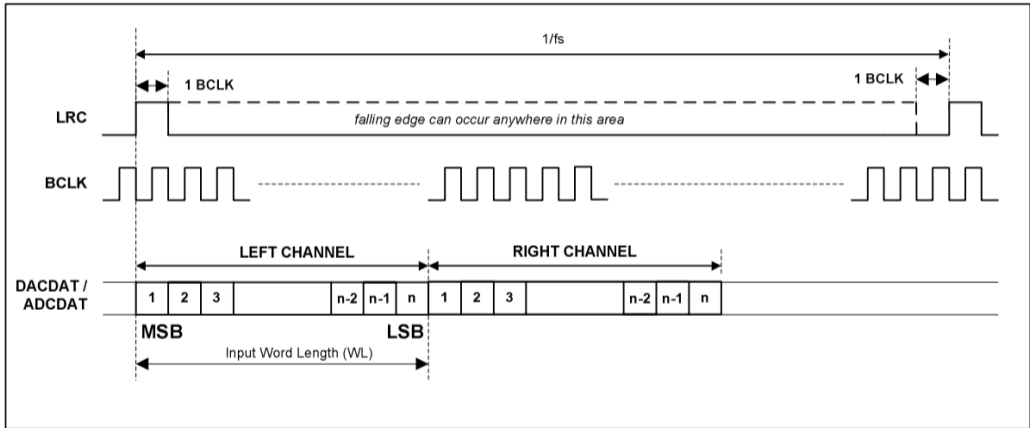 1/fs
1 BCLK
1 BCLK
LRC
falling edge can occur anywhere in this area
BCLK
LEFT CHANNEL
RIGHT CHANNEL
DACDAT /
ADCDAT
1 2 3 n-2 n-1 n 1 2 3 n-2 n-1 n
MSB
LSB
Input Word Length (WL)